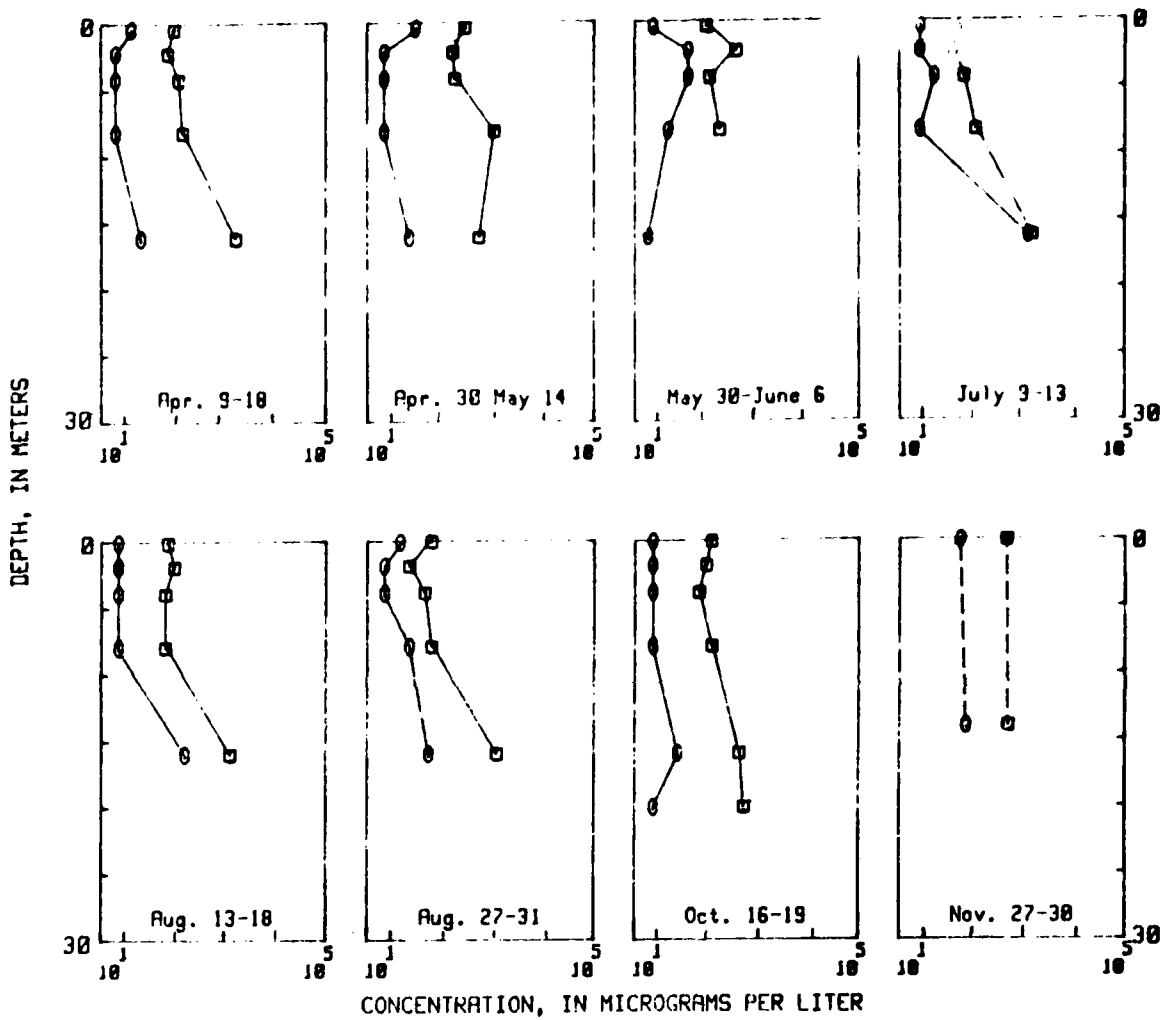 DEPTH, IN METERS
0 0
Apr. 9-18 Apr. 30 May 14 May 30-June 6 July 3-13
30 30
10^1 10^5 10^1 10^5 10^1 10^5 10^1 10^5
0 0
Aug. 13-18 Aug. 27-31 Oct. 16-19 Nov. 27-30
30 30
10^1 10^5 10^1 10^5 10^1 10^5 10^1 10^5
CONCENTRATION, IN MICROGRAMS PER LITER